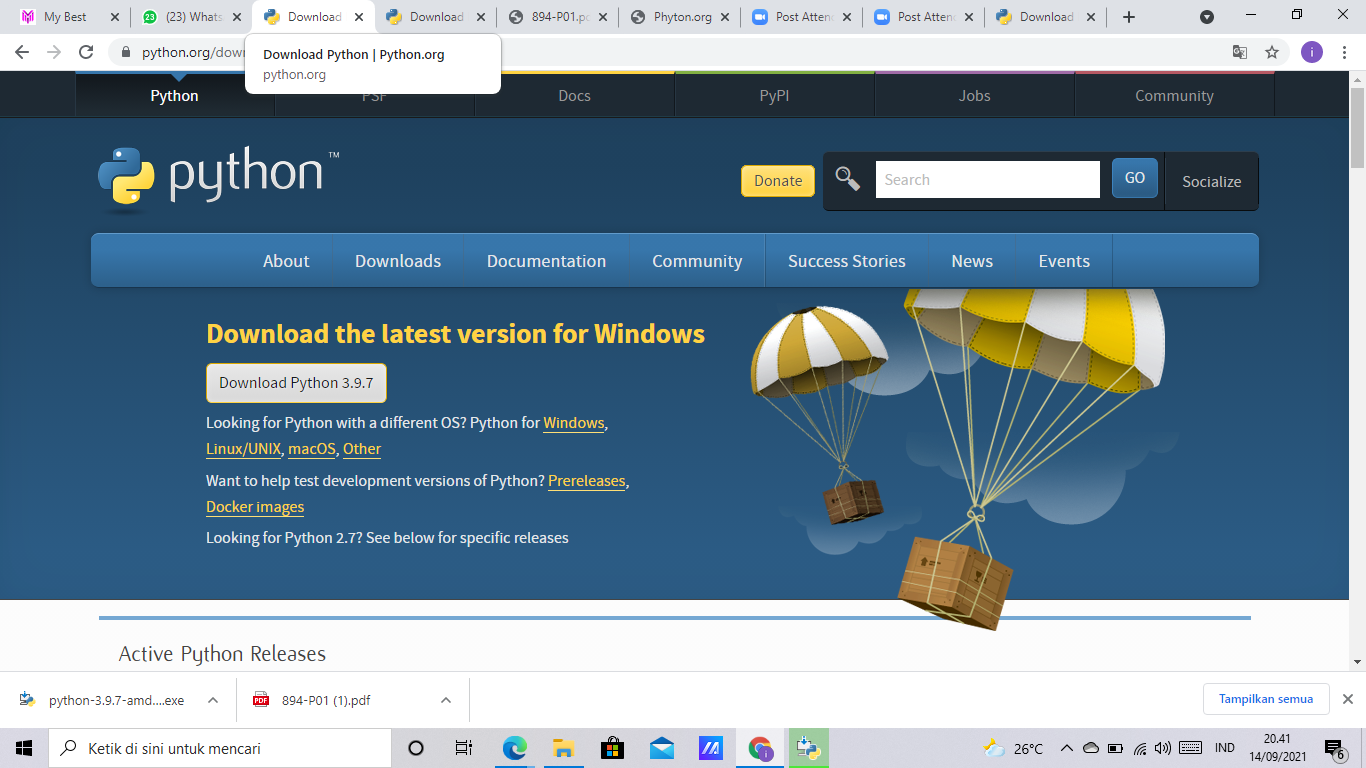 My Best
(23) Whats
Download
Download
894-P01.pd
Phyton.org
Post Atten
Post Atten
Download
python.org/dow
i
Download Python | Python.org
python.org
Python
PSF
Docs
PyPI
Jobs
Community
python™
Donate
Search
GO
Socialize
About
Downloads
Documentation
Community
Success Stories
News
Events
Download the latest version for Windows
Download Python 3.9.7
Looking for Python with a different OS? Python for Windows,
Linux/UNIX, macOS, Other
Want to help test development versions of Python? Prereleases,
Docker images
Looking for Python 2.7? See below for specific releases
Active Python Releases
python-3.9.7-amd....exe
PDF
894-P01 (1).pdf
Tampilkan semua
Ketik di sini untuk mencari
26°C
IND
20.41
14/09/2021
6